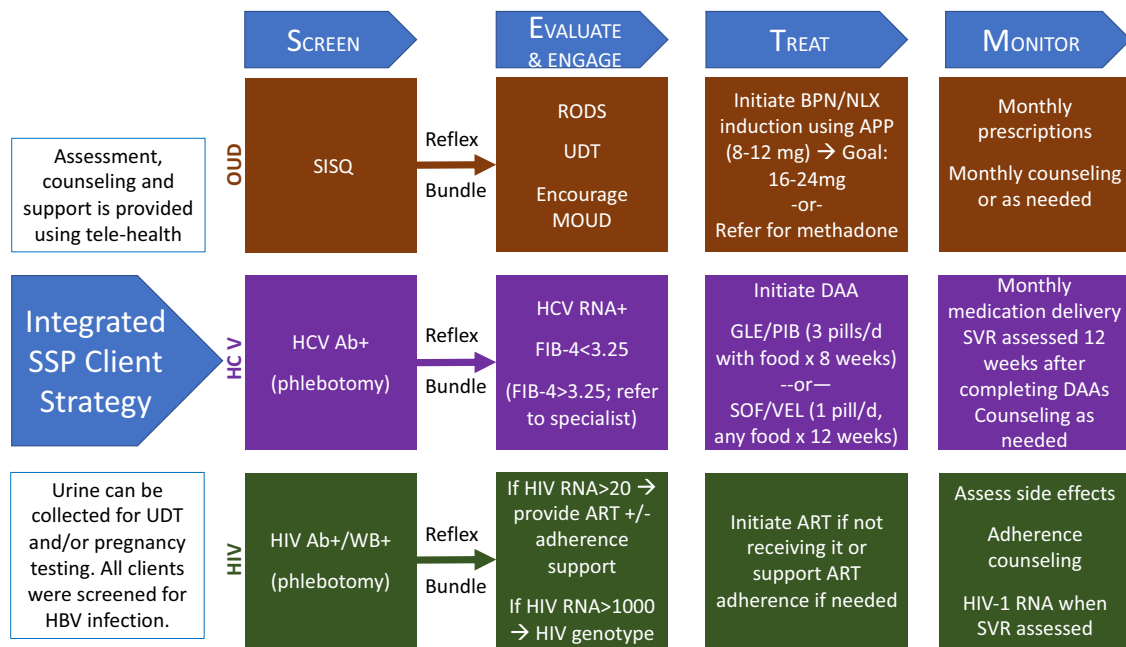 SCREEN
EVALUATE
& ENGAGE
TREAT
MONITOR
Assessment,
counseling and
support is provided
using tele-health
OUD
SISQ
Reflex
Bundle
RODS
UDT
Encourage
MOUD
Initiate BPN/NLX
induction using APP
(8-12 mg) → Goal:
16-24mg
-or-
Refer for methadone
Monthly
prescriptions
Monthly counseling
or as needed
Integrated
SSP Client
Strategy
HC V
HCV Ab+
(phlebotomy)
Reflex
Bundle
HCV RNA+
FIB-4<3.25
(FIB-4>3.25; refer
to specialist)
Initiate DAA
GLE/PIB (3 pills/d
with food x 8 weeks)
--or—
SOF/VEL (1 pill/d,
any food x 12 weeks)
Monthly
medication delivery
SVR assessed 12
weeks after
completing DAAs
Counseling as
needed
Urine can be
collected for UDT
and/or pregnancy
testing. All clients
were screened for
HBV infection.
HIV
HIV Ab+/WB+
(phlebotomy)
Reflex
Bundle
If HIV RNA>20 →
provide ART +/-
adherence
support
If HIV RNA>1000
→ HIV genotype
Initiate ART if not
receiving it or
support ART
adherence if needed
Assess side effects
Adherence
counseling
HIV-1 RNA when
SVR assessed